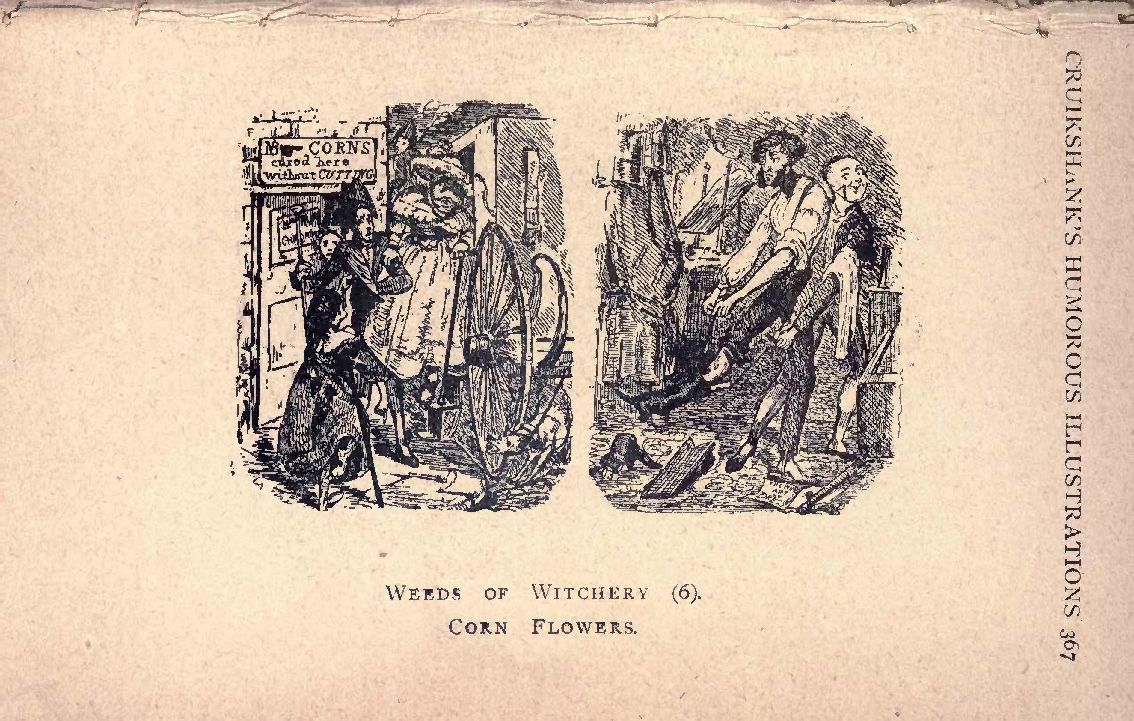 CRUIKSHANK'S HUMOROUS ILLUSTRATIONS 367
CORNS
cured here
without CUTTING
WEEDS OF WITCHERY (6).
CORN FLOWERS.